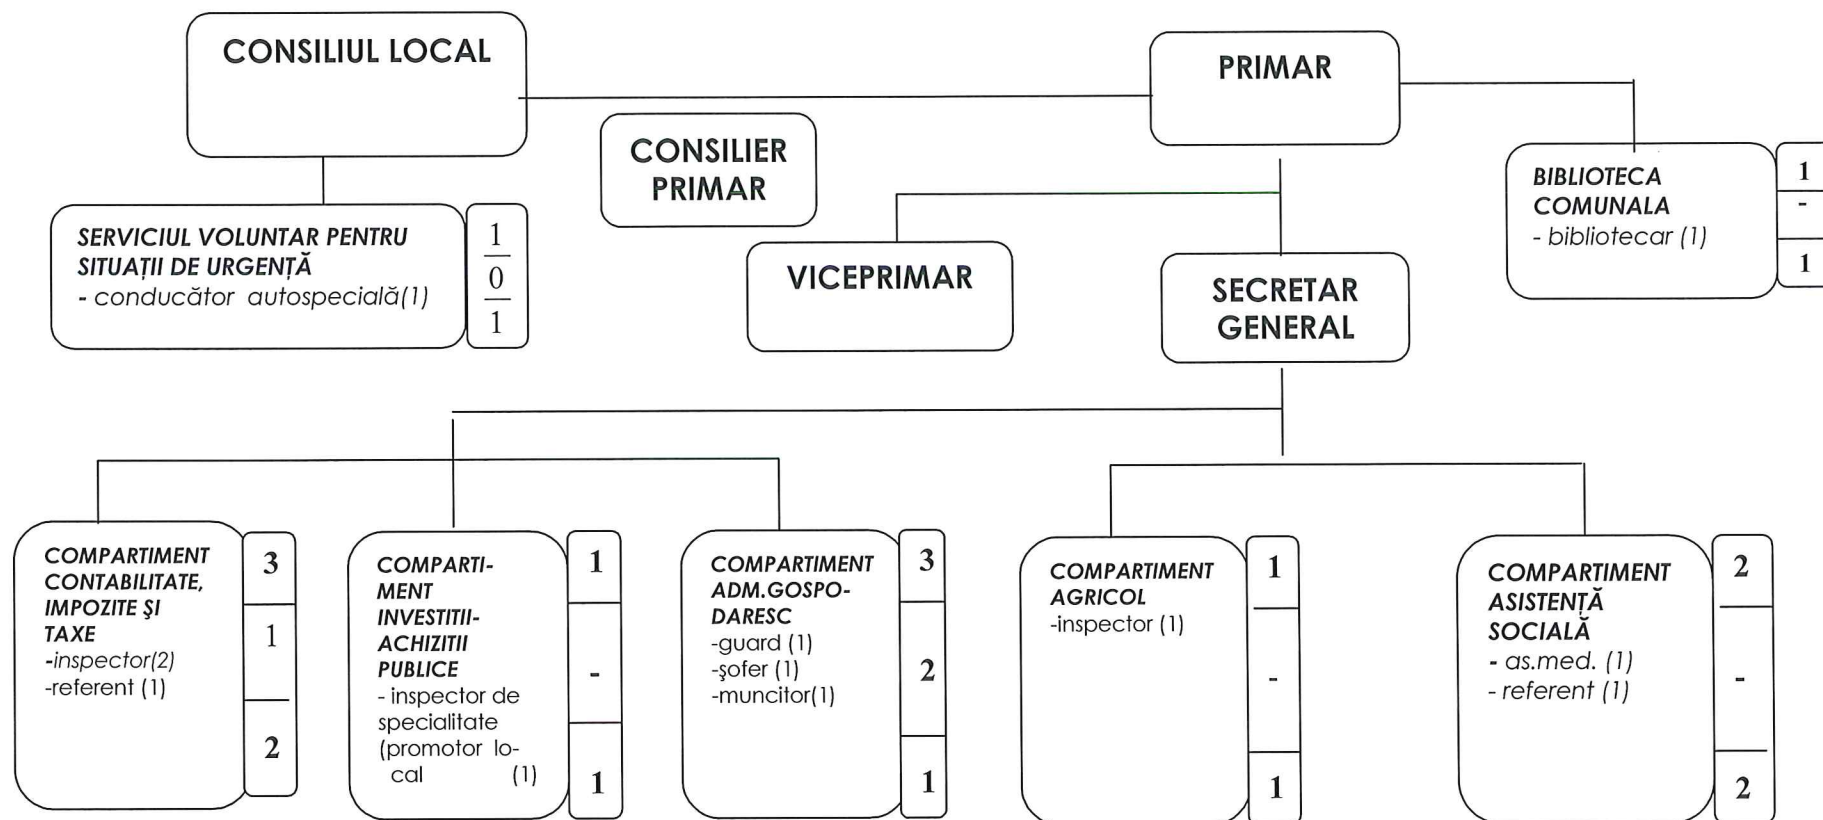 CONSILIUL LOCAL
PRIMAR
CONSILIER
PRIMAR
SERVICIUL VOLUNTAR PENTRU
SITUAȚII DE URGENȚĂ
- conducător autospecială(1)
1
0
1
VICEPRIMAR
SECRETAR
GENERAL
BIBLIOTECA
COMUNALA
- bibliotecar (1)
1
-
1
COMPARTIMENT
CONTABILITATE,
IMPOZITE ŞI
TAXE
-inspector(2)
-referent (1)
3
1
2
COMPARTI-
MENT
INVESTITII-
ACHIZITII
PUBLICE
- inspector de
specialitate
(promotor lo-
cal (1)
1
-
1
COMPARTIMENT
ADM.GOSPO-
DARESC
-guard (1)
-şofer (1)
-muncitor(1)
3
2
1
COMPARTIMENT
AGRICOL
-inspector (1)
1
-
1
COMPARTIMENT
ASISTENȚĂ
SOCIALĂ
- as.med. (1)
- referent (1)
2
-
2